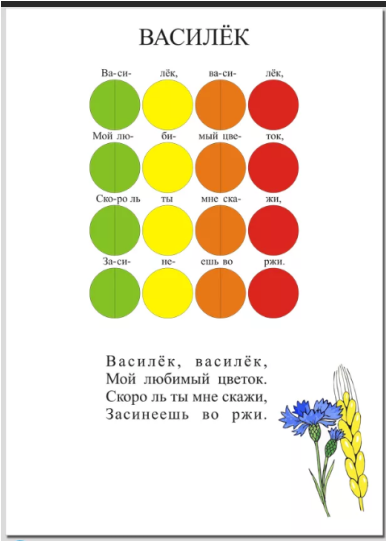 ВАСИЛЁК
Ва-си- лёк, ва-си- лёк,
Мой лю- би- мый цве- ток,
Ско-ро ль ты мне ска- жи,
За-си- не- ешь во ржи.
Василёк, василёк,
Мой любимый цветок.
Скоро ль ты мне скажи,
Засинеешь во ржи.